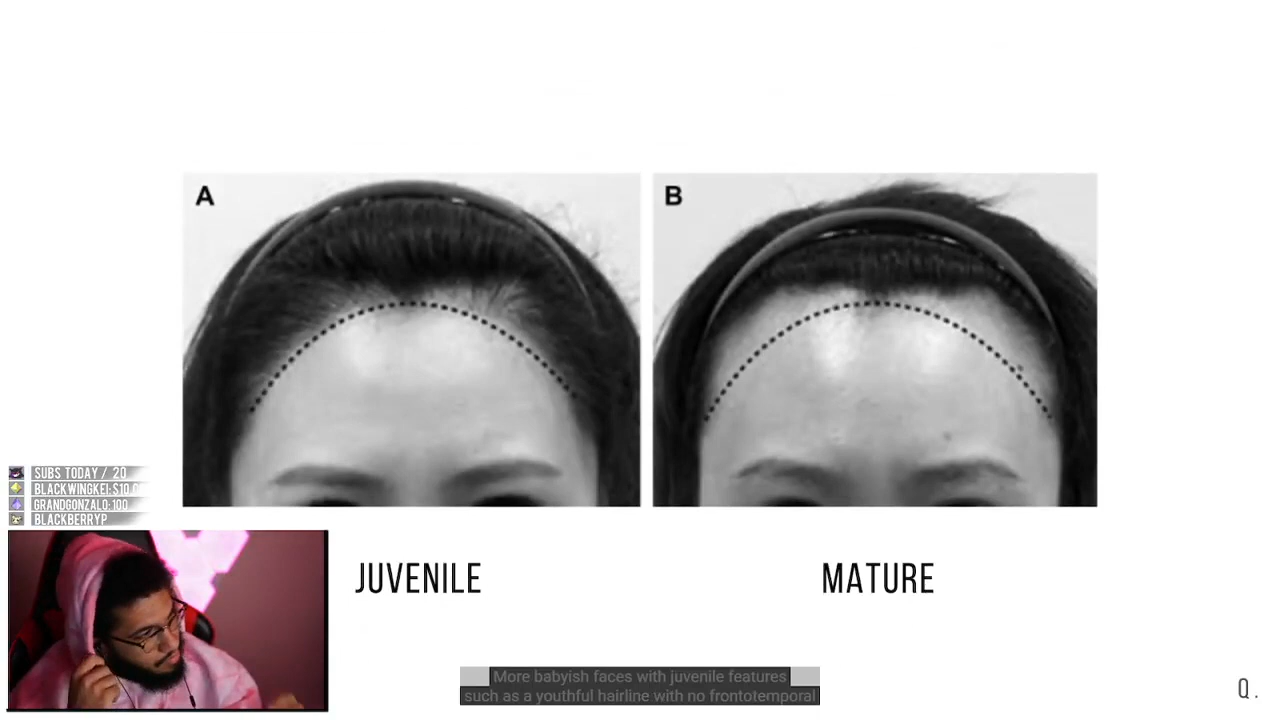 A
B
SUBS TODAY / 20
BLACKWINGKEI: $10.0
GRANDGONZALO: 100
BLACKBERRYP
JUVENILE
MATURE
More babyish faces with juvenile features
such as a youthful hairline with no frontotemporal
Q.